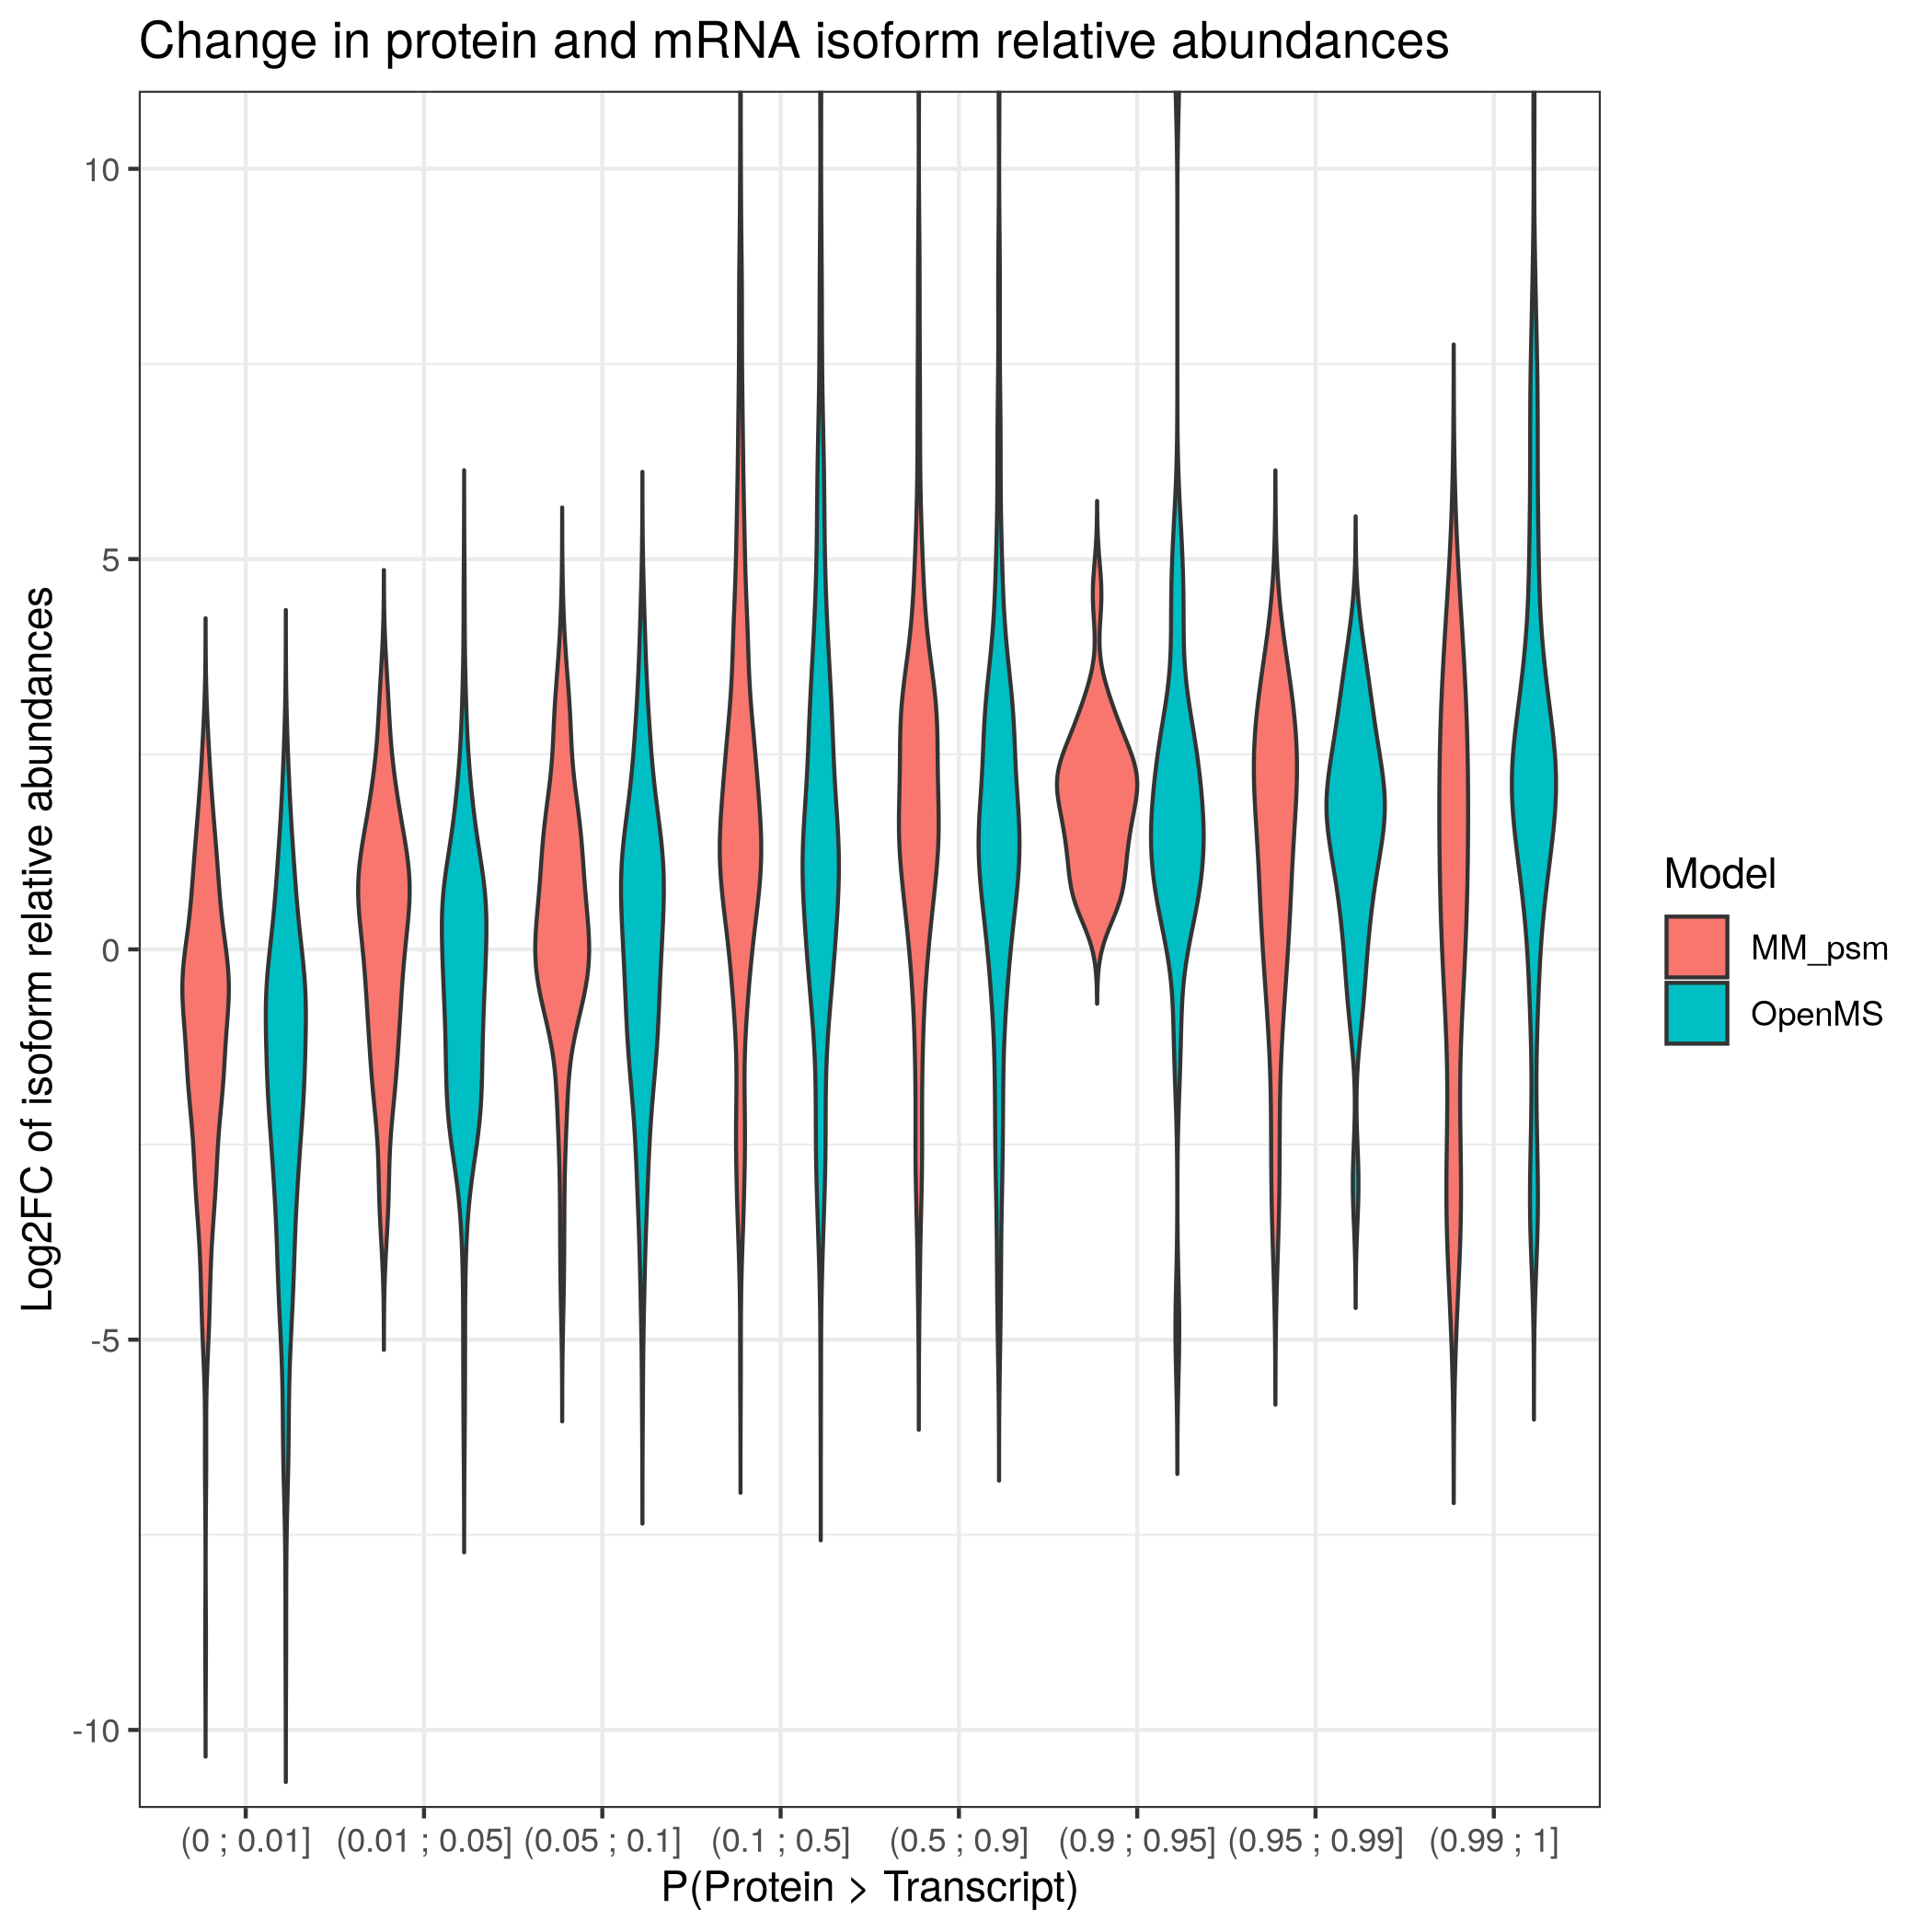 Change in protein and mRNA isoform relative abundances
Log2FC of isoform relative abundances
10
5
0
-5
-10
(0 ; 0.01] (0.01 ; 0.05] (0.05 ; 0.1] (0.1 ; 0.5] (0.5 ; 0.9] (0.9 ; 0.95] (0.95 ; 0.99] (0.99 ; 1]
P(Protein > Transcript)
Model
MM_psm
OpenMS